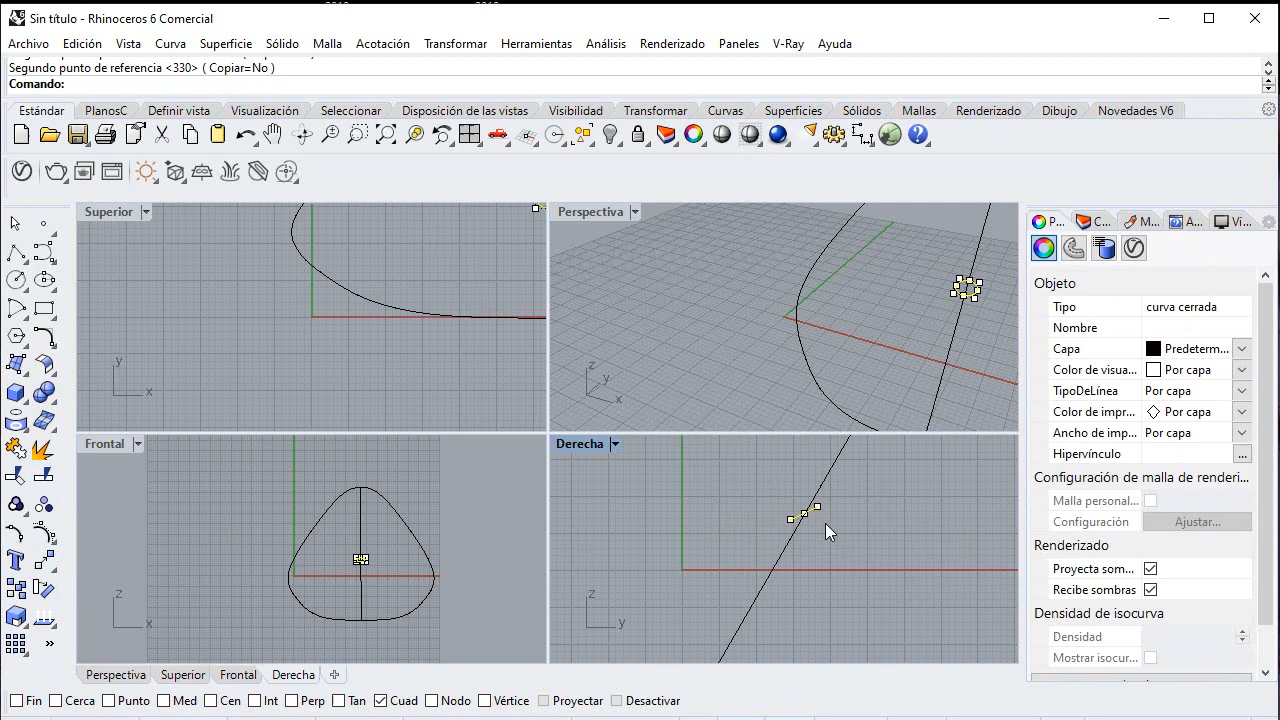 Sin título - Rhinoceros 6 Comercial
Archivo Edición Vista Curva Superficie Sólido Malla Acotación Transformar Herramientas Análisis Renderizado Paneles V-Ray Ayuda
Segundo punto de referencia <330> ( Copiar=No )
Comando:
Estándar PlanosC Definir vista Visualización Seleccionar Disposición de las vistas Visibilidad Transformar Curvas Superficies Sólidos Mallas Renderizado Dibujo Novedades V6
Superior
Perspectiva
P... C... M... A... Vi...
Objeto
Tipo curva cerrada
Nombre
Capa Predeterm...
Color de visua... Por capa
TipoDeLínea Por capa
Color de impr... Por capa
Ancho de imp... Por capa
Hipervínculo ...
Configuración de malla de renderi...
Malla personal...
Configuración Ajustar...
Renderizado
Proyecta som...
Recibe sombras
Densidad de isocurva
Densidad
Mostrar isocur...
y
x
z
y
x
Frontal
Derecha
z
x
z
y
Perspectiva Superior Frontal Derecha
Fin Cerca Punto Med Cen Int Perp Tan Cuad Nodo Vértice Proyectar Desactivar